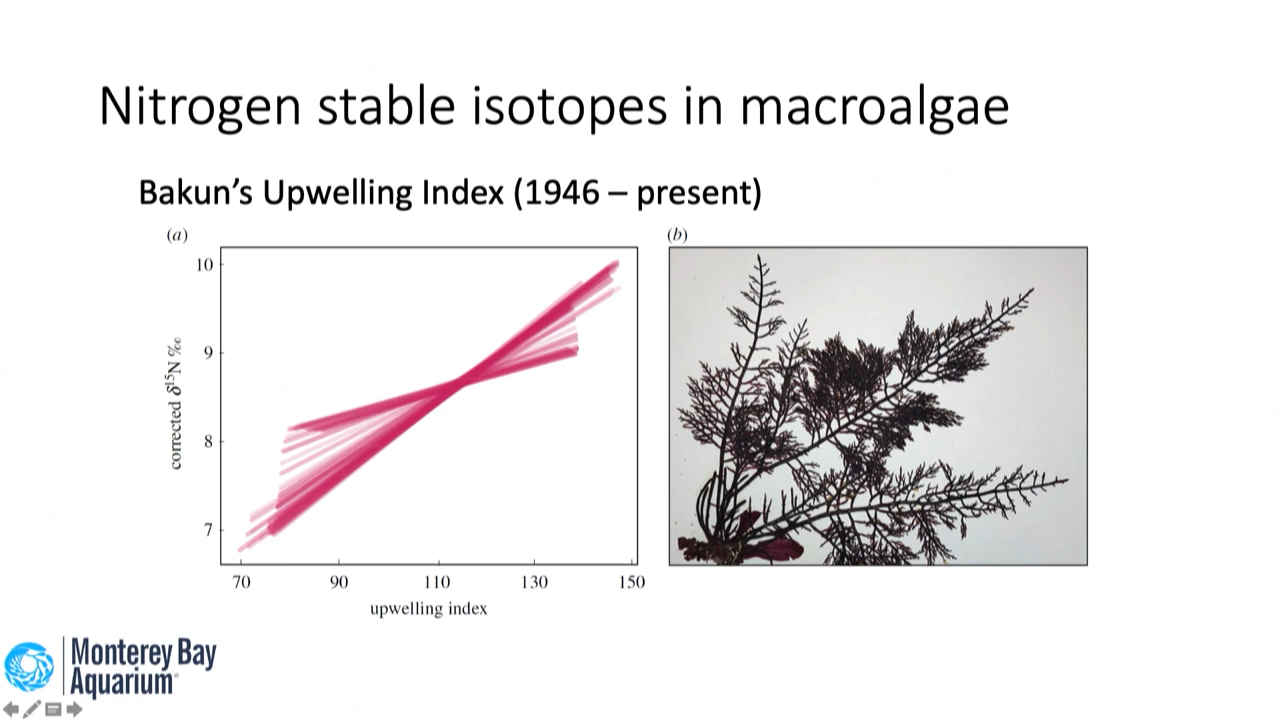 Nitrogen stable isotopes in macroalgae
Bakun’s Upwelling Index (1946 – present)
(a)
(b)
10
9
8
7
corrected δ¹⁵N ‰
70 90 110 130 150
upwelling index
Monterey Bay
Aquarium